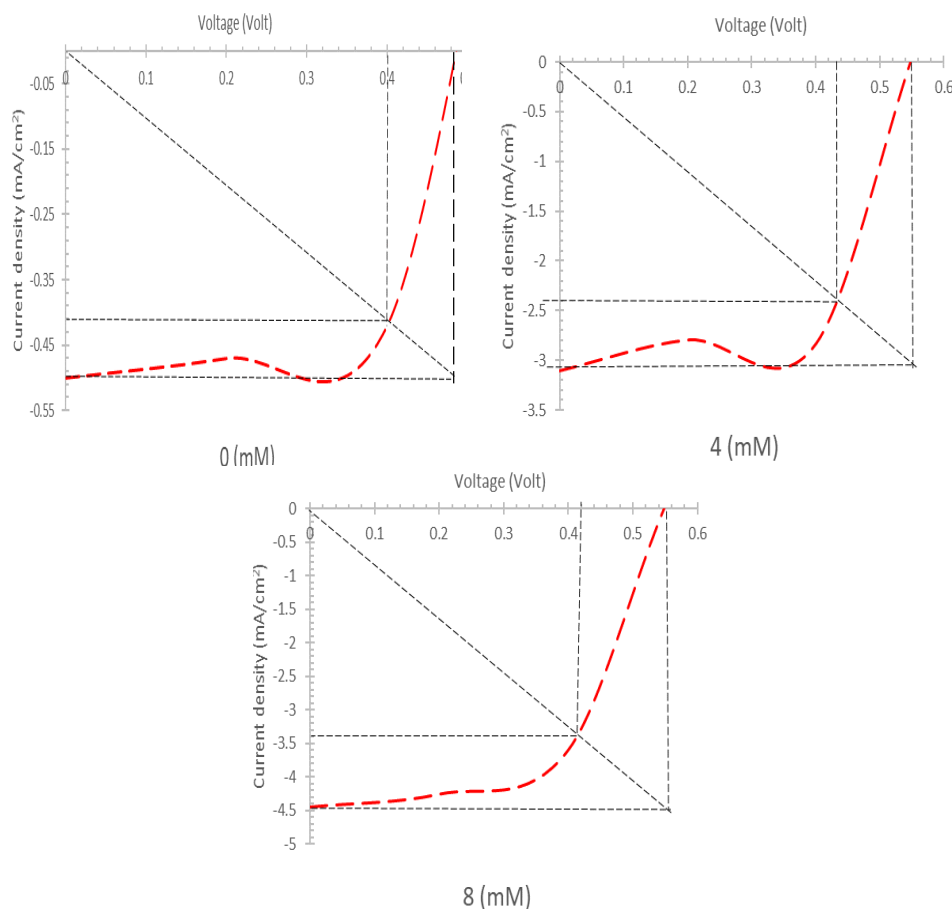 Voltage (Volt)
0 0.1 0.2 0.3 0.4 0.5
-0.05
-0.15
-0.25
-0.35
-0.45
-0.55
Current density (mA/cm²)
0 (mM)
Voltage (Volt)
0 0.1 0.2 0.3 0.4 0.5 0.6
0
-0.5
-1
-1.5
-2
-2.5
-3
-3.5
Current density (mA/cm²)
4 (mM)
Voltage (Volt)
0 0.1 0.2 0.3 0.4 0.5 0.6
0
-0.5
-1
-1.5
-2
-2.5
-3
-3.5
-4
-4.5
-5
Current density (mA/cm²)
8 (mM)